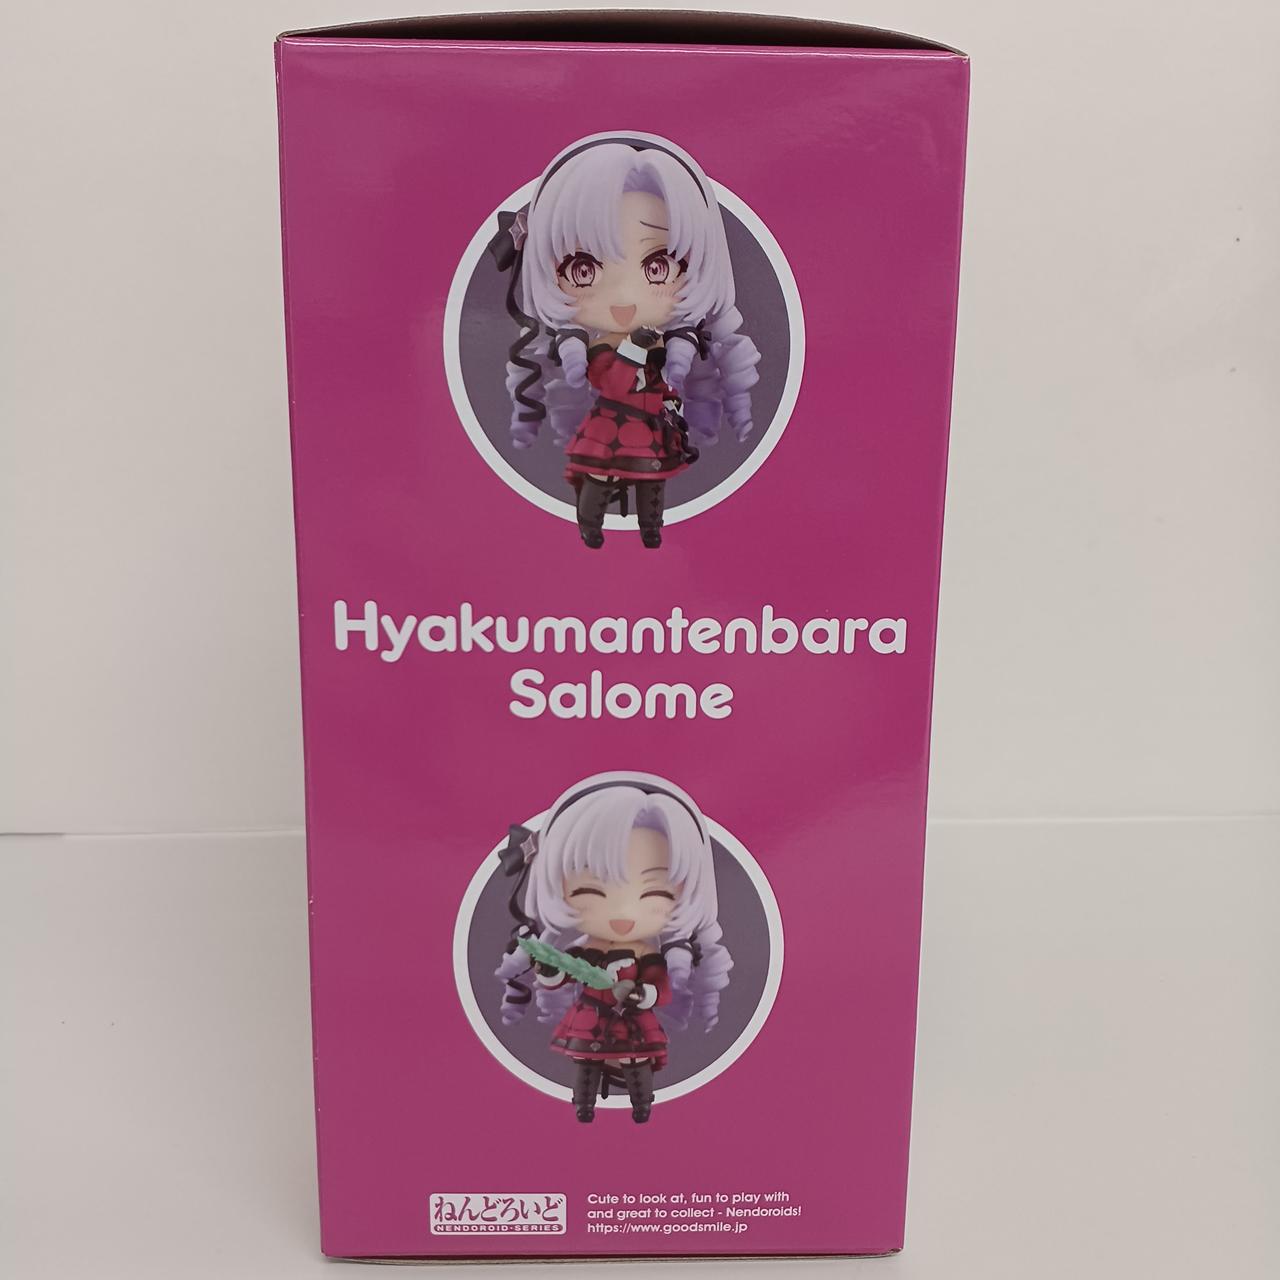 Hyakumantenbara
Salome
ねんどろいど
NENDOROID·SERIES
Cute to look at, fun to play with
and great to collect - Nendoroids!
https://www.goodsmile.jp